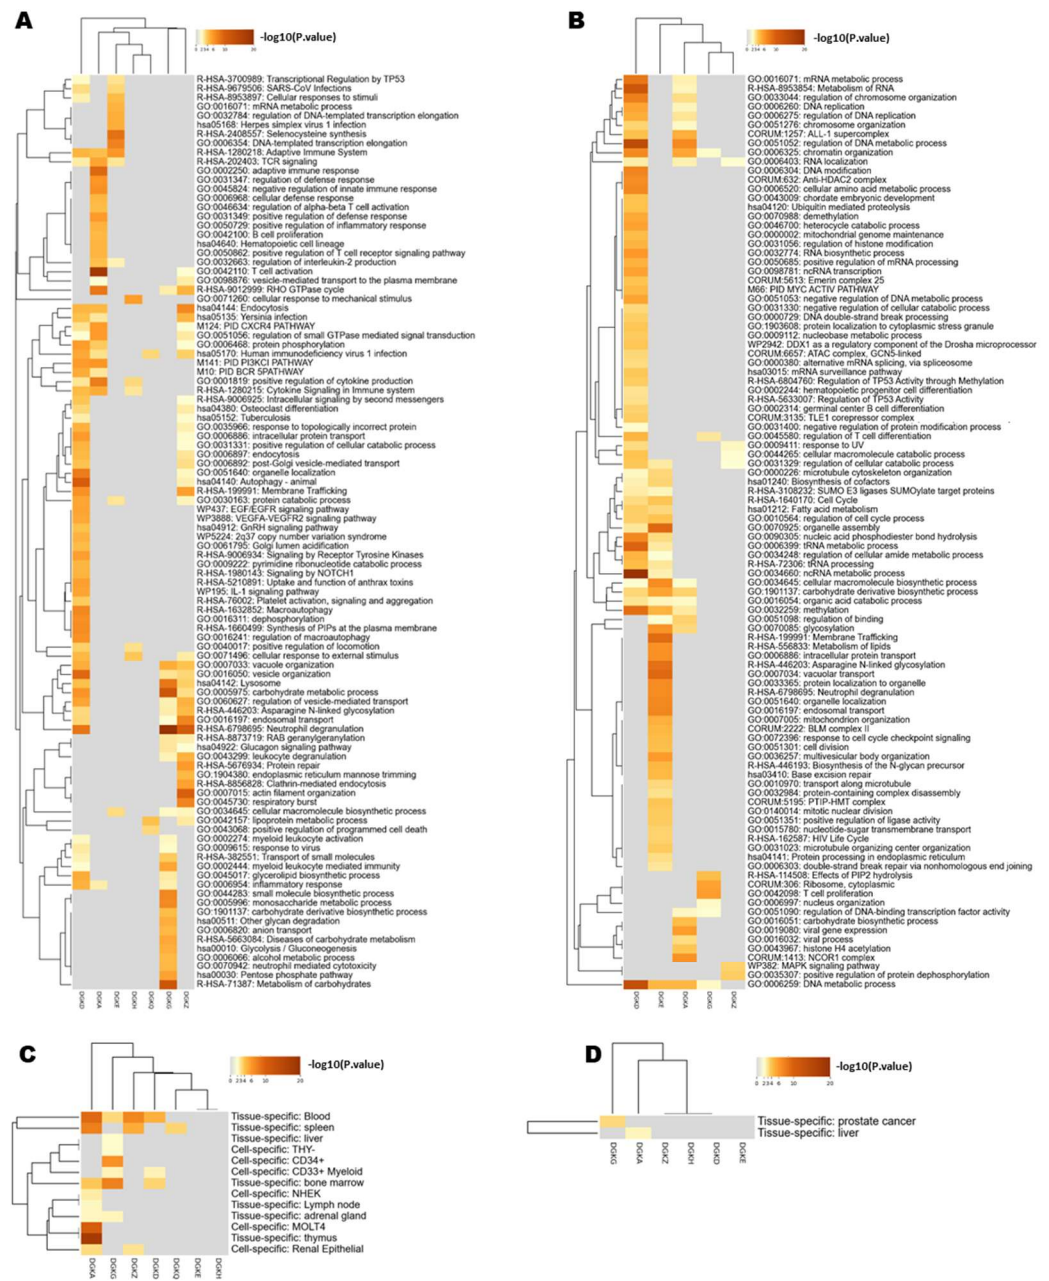 A
-log10(P.value)
0 2 3 4 6 10 20
R-HSA-3700989: Transcriptional Regulation by TP53
R-HSA-9679506: SARS-CoV Infections
R-HSA-8953897: Cellular responses to stimuli
GO:0016071: mRNA metabolic process
GO:0032784: regulation of DNA-templated transcription elongation
hsa05168: Herpes simplex virus 1 infection
R-HSA-2408557: Selenocysteine synthesis
GO:0006354: DNA-templated transcription elongation
R-HSA-1280218: Adaptive Immune System
R-HSA-202403: TCR signaling
GO:0002250: adaptive immune response
GO:0031347: regulation of defense response
GO:0045824: negative regulation of innate immune response
GO:0006968: cellular defense response
GO:0046634: regulation of alpha-beta T cell activation
GO:0031349: positive regulation of defense response
GO:0050729: positive regulation of inflammatory response
GO:0042100: B cell proliferation
hsa04640: Hematopoietic cell lineage
GO:0050862: positive regulation of T cell receptor signaling pathway
GO:0032663: regulation of interleukin-2 production
GO:0042110: T cell activation
GO:0098876: vesicle-mediated transport to the plasma membrane
R-HSA-9012999: RHO GTPase cycle
GO:0071260: cellular response to mechanical stimulus
hsa04144: Endocytosis
hsa05135: Yersinia infection
M124: PID CXCR4 PATHWAY
GO:0051056: regulation of small GTPase mediated signal transduction
GO:0006468: protein phosphorylation
hsa05170: Human immunodeficiency virus 1 infection
M141: PID PI3KCI PATHWAY
M10: PID BCR 5PATHWAY
GO:0001819: positive regulation of cytokine production
R-HSA-1280215: Cytokine Signaling in Immune system
R-HSA-9006925: Intracellular signaling by second messengers
hsa04380: Osteoclast differentiation
hsa05152: Tuberculosis
GO:0035966: response to topologically incorrect protein
GO:0006886: intracellular protein transport
GO:0031331: positive regulation of cellular catabolic process
GO:0006897: endocytosis
GO:0006892: post-Golgi vesicle-mediated transport
GO:0051640: organelle localization
hsa04140: Autophagy - animal
R-HSA-199991: Membrane Trafficking
GO:0030163: protein catabolic process
WP437: EGF/EGFR signaling pathway
WP3888: VEGFA-VEGFR2 signaling pathway
hsa04912: GnRH signaling pathway
WP5224: 2q37 copy number variation syndrome
GO:0061795: Golgi lumen acidification
R-HSA-9006934: Signaling by Receptor Tyrosine Kinases
GO:0009222: pyrimidine ribonucleotide catabolic process
R-HSA-1980143: Signaling by NOTCH1
R-HSA-5210891: Uptake and function of anthrax toxins
WP195: IL-1 signaling pathway
R-HSA-76002: Platelet activation, signaling and aggregation
R-HSA-1632852: Macroautophagy
GO:0016311: dephosphorylation
R-HSA-1660499: Synthesis of PIPs at the plasma membrane
GO:0016241: regulation of macroautophagy
GO:0040017: positive regulation of locomotion
GO:0071496: cellular response to external stimulus
GO:0007033: vacuole organization
GO:0016050: vesicle organization
hsa04142: Lysosome
GO:0005975: carbohydrate metabolic process
GO:0060627: regulation of vesicle-mediated transport
R-HSA-446203: Asparagine N-linked glycosylation
GO:0016197: endosomal transport
R-HSA-6798695: Neutrophil degranulation
R-HSA-8873719: RAB geranylgeranylation
hsa04922: Glucagon signaling pathway
GO:0043299: leukocyte degranulation
R-HSA-5676934: Protein repair
GO:1904380: endoplasmic reticulum mannose trimming
R-HSA-8856828: Clathrin-mediated endocytosis
GO:0007015: actin filament organization
GO:0045730: respiratory burst
GO:0034645: cellular macromolecule biosynthetic process
GO:0042157: lipoprotein metabolic process
GO:0043068: positive regulation of programmed cell death
GO:0002274: myeloid leukocyte activation
GO:0009615: response to virus
R-HSA-382551: Transport of small molecules
GO:0002444: myeloid leukocyte mediated immunity
GO:0045017: glycerolipid biosynthetic process
GO:0006954: inflammatory response
GO:0044283: small molecule biosynthetic process
GO:0005996: monosaccharide metabolic process
GO:1901137: carbohydrate derivative biosynthetic process
hsa00511: Other glycan degradation
GO:0006820: anion transport
R-HSA-5663084: Diseases of carbohydrate metabolism
hsa00010: Glycolysis / Gluconeogenesis
GO:0006066: alcohol metabolic process
GO:0070942: neutrophil mediated cytotoxicity
hsa00030: Pentose phosphate pathway
R-HSA-71387: Metabolism of carbohydrates
DGKD DGKA DGKE DGKH DGKQ DGKG DGKZ
B
-log10(P.value)
0 2 3 4 6 10 20
GO:0016071: mRNA metabolic process
R-HSA-8953854: Metabolism of RNA
GO:0033044: regulation of chromosome organization
GO:0006260: DNA replication
GO:0006275: regulation of DNA replication
GO:0051276: chromosome organization
CORUM:1257: ALL-1 supercomplex
GO:0051052: regulation of DNA metabolic process
GO:0006325: chromatin organization
GO:0006403: RNA localization
GO:0006304: DNA modification
CORUM:632: Anti-HDAC2 complex
GO:0006520: cellular amino acid metabolic process
GO:0043009: chordate embryonic development
hsa04120: Ubiquitin mediated proteolysis
GO:0070988: demethylation
GO:0046700: heterocycle catabolic process
GO:0000002: mitochondrial genome maintenance
GO:0031056: regulation of histone modification
GO:0032774: RNA biosynthetic process
GO:0050685: positive regulation of mRNA processing
GO:0098781: ncRNA transcription
CORUM:5613: Emerin complex 25
M66: PID MYC ACTIV PATHWAY
GO:0051053: negative regulation of DNA metabolic process
GO:0031330: negative regulation of cellular catabolic process
GO:0000729: DNA double-strand break processing
GO:1903608: protein localization to cytoplasmic stress granule
GO:0009112: nucleobase metabolic process
WP2942: DDX1 as a regulatory component of the Drosha microprocessor
CORUM:6657: ATAC complex, GCN5-linked
GO:0000380: alternative mRNA splicing, via spliceosome
hsa03015: mRNA surveillance pathway
R-HSA-6804760: Regulation of TP53 Activity through Methylation
GO:0002244: hematopoietic progenitor cell differentiation
R-HSA-5633007: Regulation of TP53 Activity
GO:0002314: germinal center B cell differentiation
CORUM:3135: TLE1 corepressor complex
GO:0031400: negative regulation of protein modification process
GO:0045580: regulation of T cell differentiation
GO:0009411: response to UV
GO:0044265: cellular macromolecule catabolic process
GO:0031329: regulation of cellular catabolic process
GO:0000226: microtubule cytoskeleton organization
hsa01240: Biosynthesis of cofactors
R-HSA-3108232: SUMO E3 ligases SUMOylate target proteins
R-HSA-1640170: Cell Cycle
hsa01212: Fatty acid metabolism
GO:0010564: regulation of cell cycle process
GO:0070925: organelle assembly
GO:0090305: nucleic acid phosphodiester bond hydrolysis
GO:0006399: tRNA metabolic process
GO:0034248: regulation of cellular amide metabolic process
R-HSA-72306: tRNA processing
GO:0034660: ncRNA metabolic process
GO:0034645: cellular macromolecule biosynthetic process
GO:1901137: carbohydrate derivative biosynthetic process
GO:0016054: organic acid catabolic process
GO:0032259: methylation
GO:0051098: regulation of binding
GO:0070085: glycosylation
R-HSA-199991: Membrane Trafficking
R-HSA-556833: Metabolism of lipids
GO:0006886: intracellular protein transport
R-HSA-446203: Asparagine N-linked glycosylation
GO:0007034: vacuolar transport
GO:0033365: protein localization to organelle
R-HSA-6798695: Neutrophil degranulation
GO:0051640: organelle localization
GO:0016197: endosomal transport
GO:0007005: mitochondrion organization
CORUM:2222: BLM complex II
GO:0072396: response to cell cycle checkpoint signaling
GO:0051301: cell division
GO:0036257: multivesicular body organization
R-HSA-446193: Biosynthesis of the N-glycan precursor
hsa03410: Base excision repair
GO:0010970: transport along microtubule
GO:0032984: protein-containing complex disassembly
CORUM:5195: PTIP-HMT complex
GO:0140014: mitotic nuclear division
GO:0051351: positive regulation of ligase activity
GO:0015780: nucleotide-sugar transmembrane transport
R-HSA-162587: HIV Life Cycle
GO:0031023: microtubule organizing center organization
hsa04141: Protein processing in endoplasmic reticulum
GO:0006303: double-strand break repair via nonhomologous end joining
R-HSA-114508: Effects of PIP2 hydrolysis
CORUM:306: Ribosome, cytoplasmic
GO:0042098: T cell proliferation
GO:0006997: nucleus organization
GO:0051090: regulation of DNA-binding transcription factor activity
GO:0016051: carbohydrate biosynthetic process
GO:0019080: viral gene expression
GO:0016032: viral process
GO:0043967: histone H4 acetylation
CORUM:1413: NCOR1 complex
WP382: MAPK signaling pathway
GO:0035307: positive regulation of protein dephosphorylation
GO:0006259: DNA metabolic process
DGKD DGKE DGKA DGKG DGKZ
C
-log10(P.value)
0 2 3 4 6 10 20
Tissue-specific: Blood
Tissue-specific: spleen
Tissue-specific: liver
Cell-specific: THY-
Cell-specific: CD34+
Cell-specific: CD33+ Myeloid
Tissue-specific: bone marrow
Cell-specific: NHEK
Tissue-specific: Lymph node
Tissue-specific: adrenal gland
Cell-specific: MOLT4
Tissue-specific: thymus
Cell-specific: Renal Epithelial
DGKA DGKG DGKZ DGKD DGKQ DGKE DGKH
D
-log10(P.value)
0 2 3 4 6 10 20
Tissue-specific: prostate cancer
Tissue-specific: liver
DGKG DGKA DGKZ DGKH DGKD DGKE